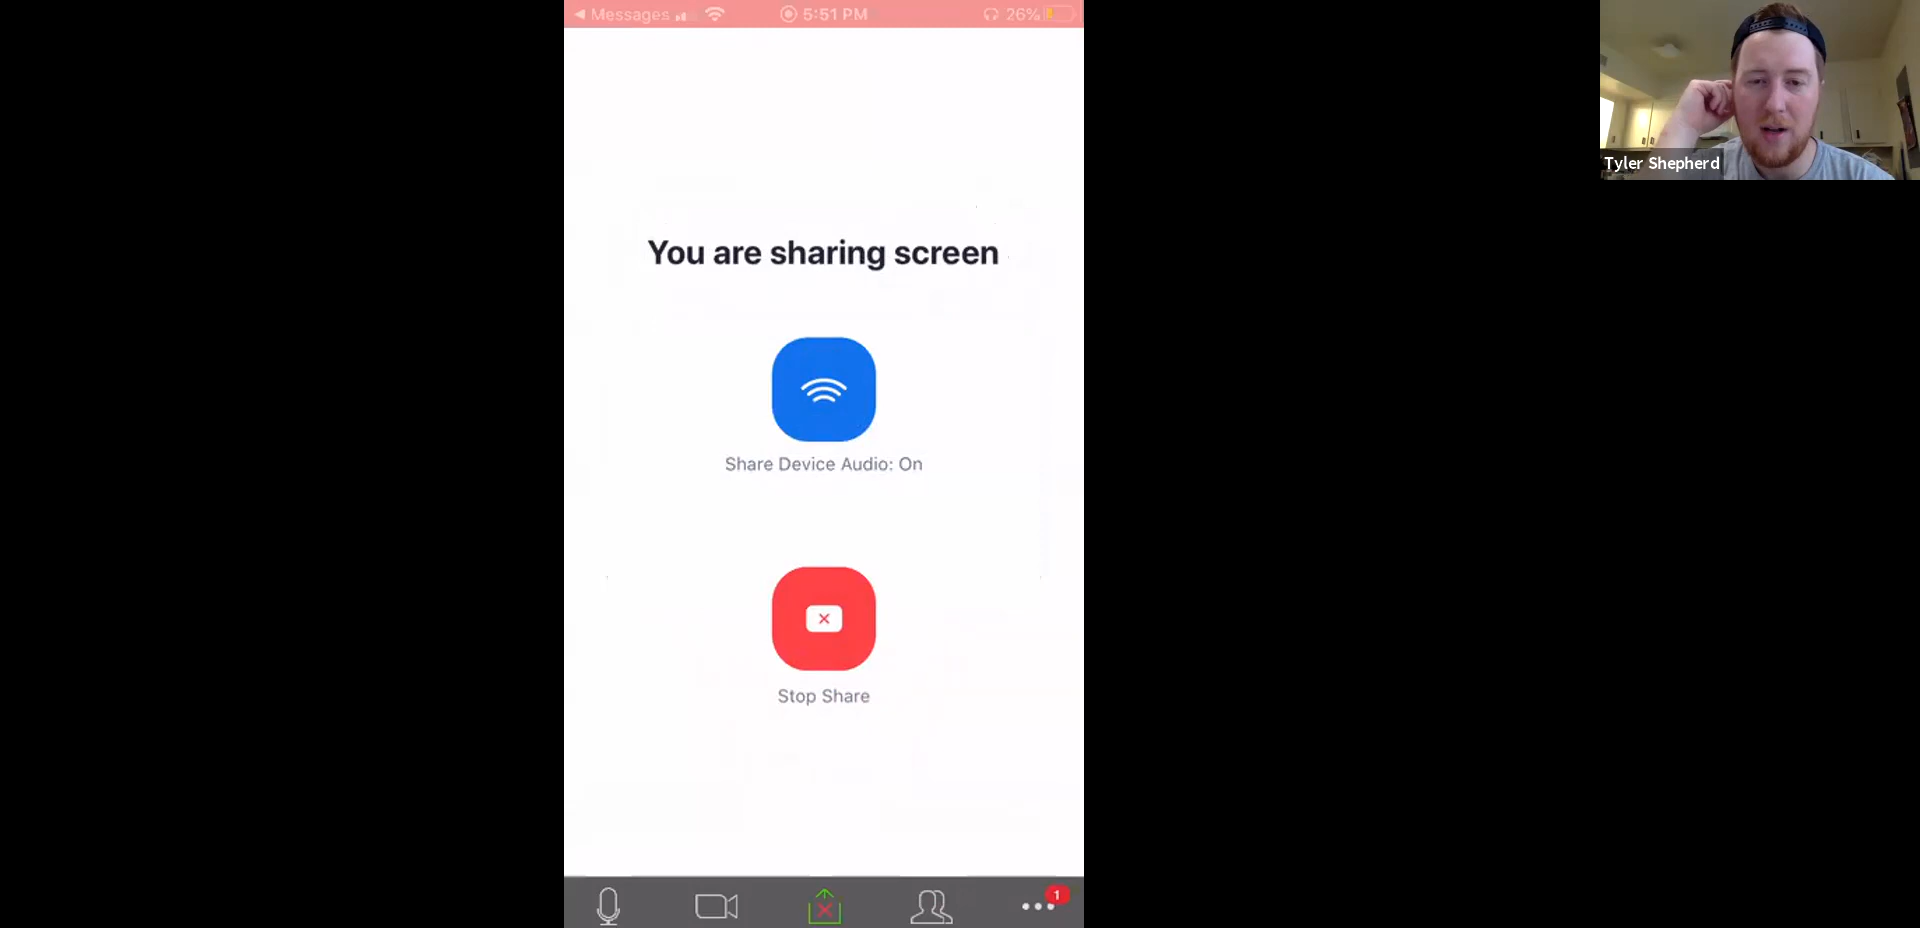 Messages 5:51 PM 26%
You are sharing screen
Share Device Audio: On
Stop Share
1
Tyler Shepherd